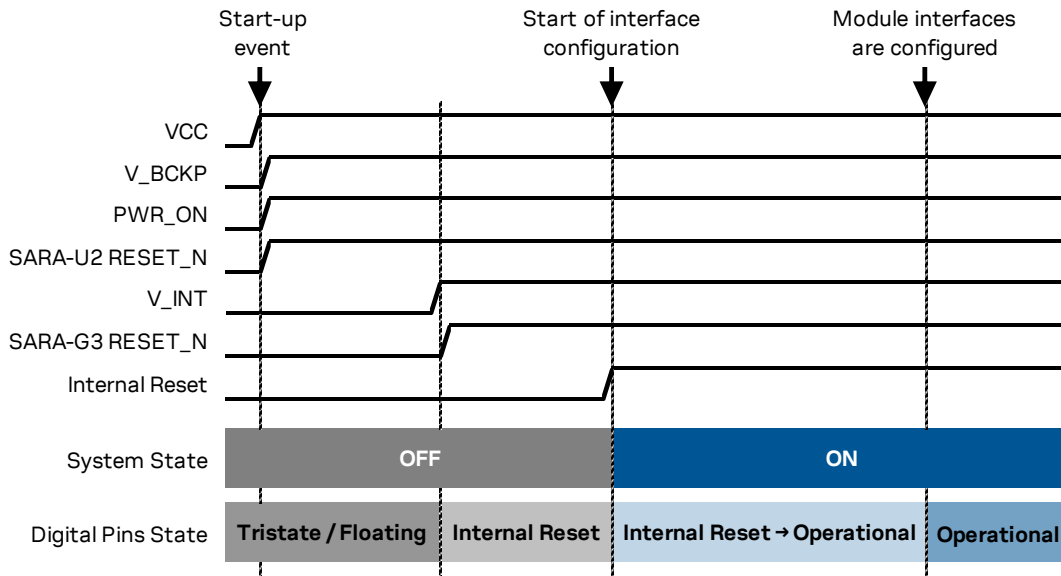 Start-up
event
Start of interface
configuration
Module interfaces
are configured
VCC
V_BCKP
PWR_ON
SARA-U2 RESET_N
V_INT
SARA-G3 RESET_N
Internal Reset
System State
OFF
ON
Digital Pins State
Tristate / Floating
Internal Reset
Internal Reset → Operational
Operational